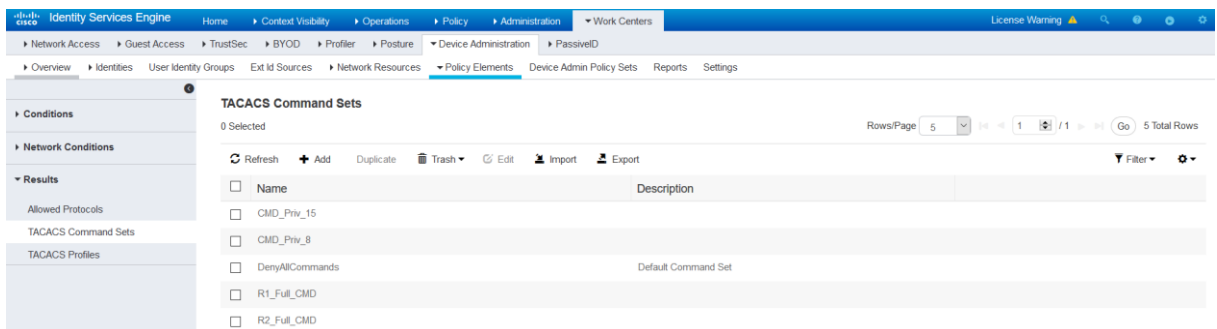 cisco Identity Services Engine Home Context Visibility Operations Policy Administration Work Centers License Warning
Network Access Guest Access TrustSec BYOD Profiler Posture Device Administration PassiveID
Overview Identities User Identity Groups Ext Id Sources Network Resources Policy Elements Device Admin Policy Sets Reports Settings
Conditions
Network Conditions
Results
Allowed Protocols
TACACS Command Sets
TACACS Profiles
TACACS Command Sets
0 Selected
Rows/Page 5 1 / 1 Go 5 Total Rows
Refresh Add Duplicate Trash Edit Import Export Filter
Name Description
CMD_Priv_15
CMD_Priv_8
DenyAllCommands Default Command Set
R1_Full_CMD
R2_Full_CMD